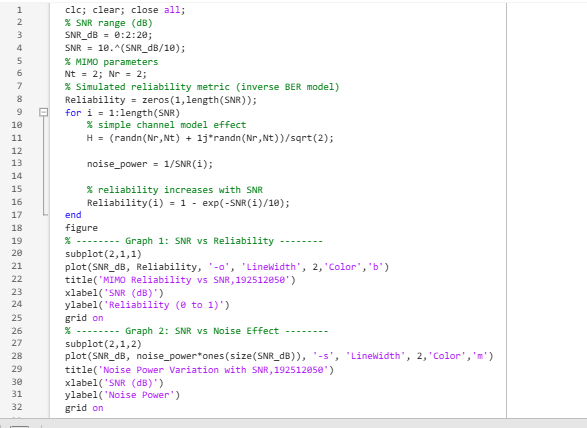 1 clc; clear; close all;
2 % SNR range (dB)
3 SNR_dB = 0:2:20;
4 SNR = 10.^(SNR_dB/10);
5 % MIMO parameters
6 Nt = 2; Nr = 2;
7 % Simulated reliability metric (inverse BER model)
8 Reliability = zeros(1,length(SNR));
9 for i = 1:length(SNR)
10 % simple channel model effect
11 H = (randn(Nr,Nt) + 1j*randn(Nr,Nt))/sqrt(2);
12
13 noise_power = 1/SNR(i);
14
15 % reliability increases with SNR
16 Reliability(i) = 1 - exp(-SNR(i)/10);
17 end
18 figure
19 % -------- Graph 1: SNR vs Reliability --------
20 subplot(2,1,1)
21 plot(SNR_dB, Reliability, '-o', 'LineWidth', 2,'Color','b')
22 title('MIMO Reliability vs SNR,192512050')
23 xlabel('SNR (dB)')
24 ylabel('Reliability (0 to 1)')
25 grid on
26 % -------- Graph 2: SNR vs Noise Effect --------
27 subplot(2,1,2)
28 plot(SNR_dB, noise_power*ones(size(SNR_dB)), '-s', 'LineWidth', 2,'Color','m')
29 title('Noise Power Variation with SNR,192512050')
30 xlabel('SNR (dB)')
31 ylabel('Noise Power')
32 grid on